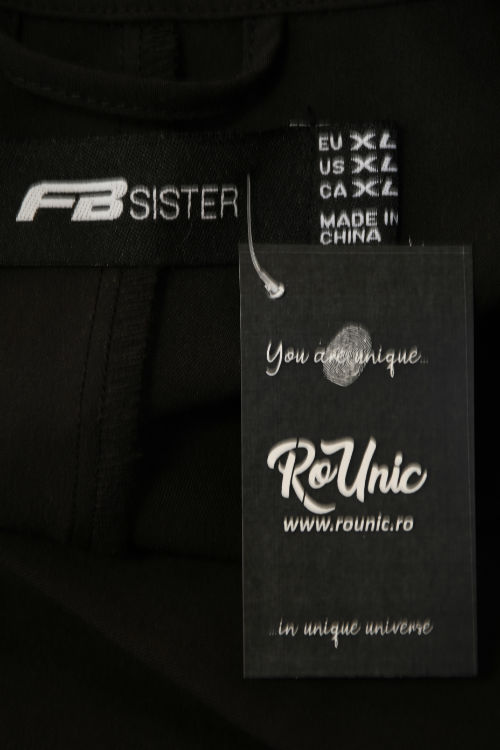 FB SISTER
EU XL
US XL
CA XL
MADE IN
CHINA
You are unique...
RoUnic
www.rounic.ro
...in unique universe